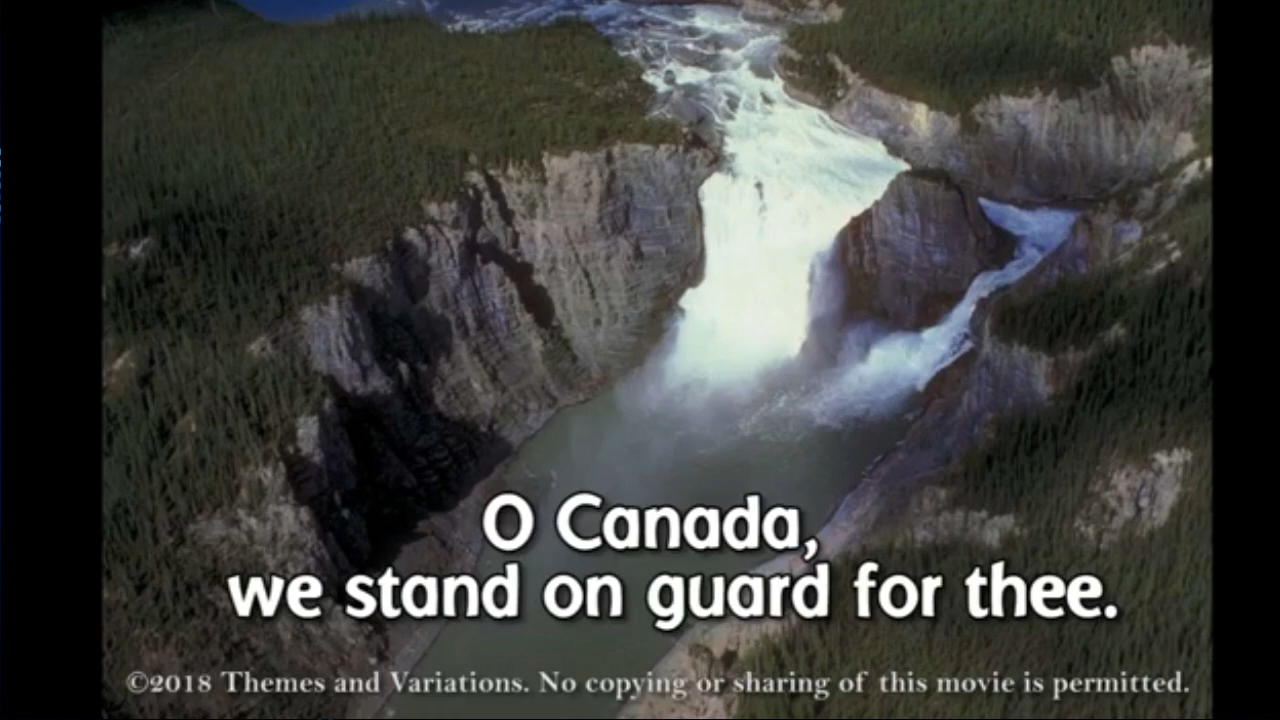 O Canada,
we stand on guard for thee.
©2018 Themes and Variations. No copying or sharing of this movie is permitted.